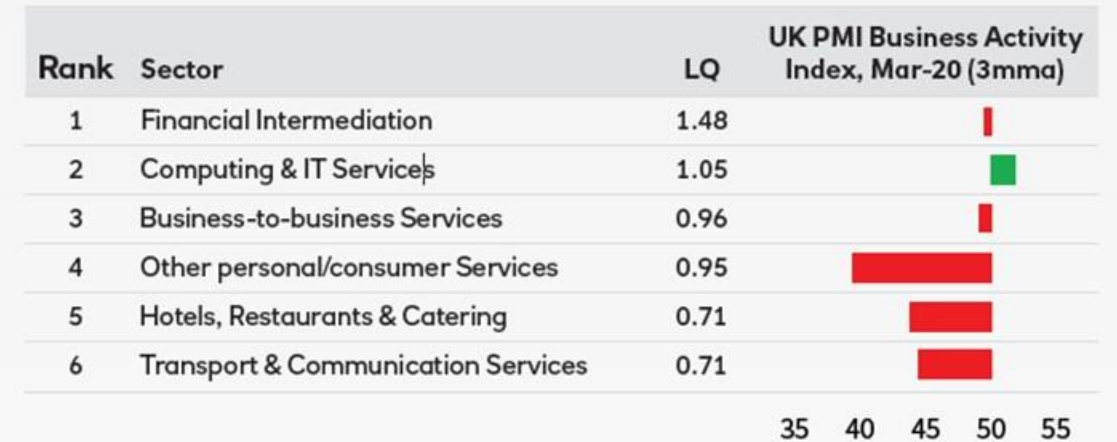 UK PMI Business Activity
Rank Sector LQ Index, Mar-20 (3mma)
1 Financial Intermediation 1.48
2 Computing & IT Services 1.05
3 Business-to-business Services 0.96
4 Other personal/consumer Services 0.95
5 Hotels, Restaurants & Catering 0.71
6 Transport & Communication Services 0.71
35 40 45 50 55